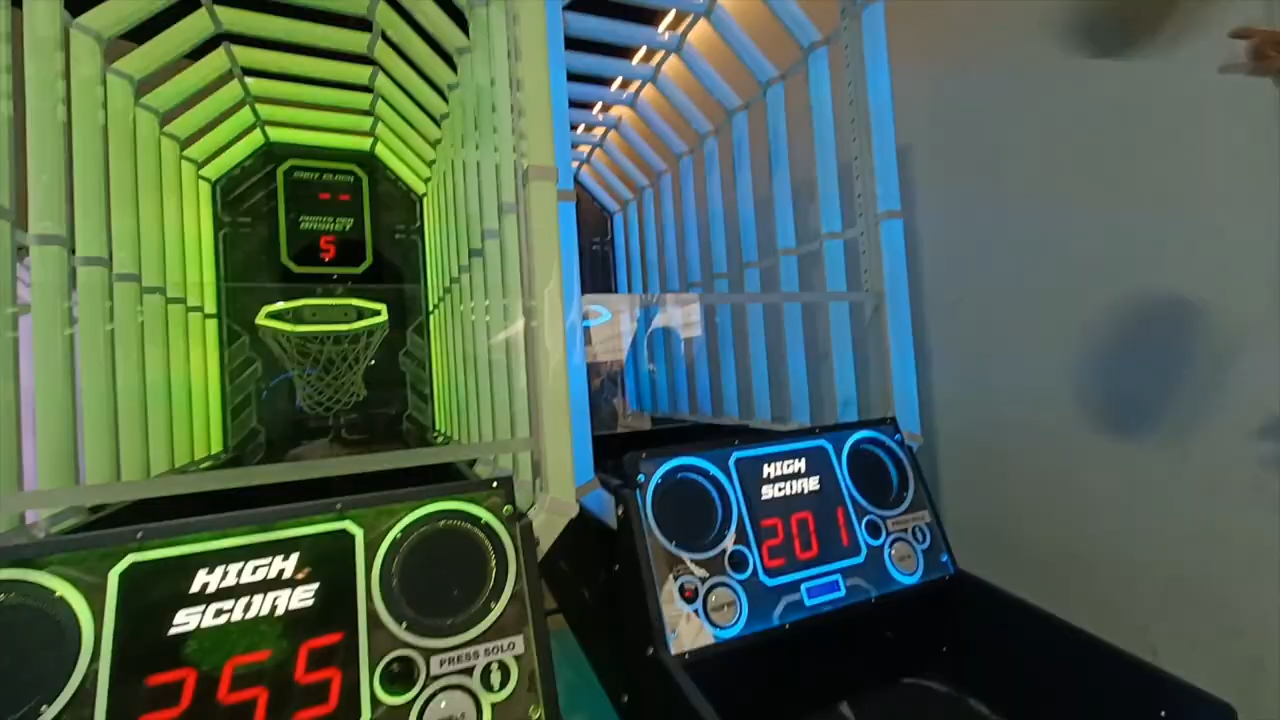 SHOT CLOCK
--
POINTS PER
BASKET
5
HIGH
SCORE
255
PRESS SOLO
HIGH
SCORE
201